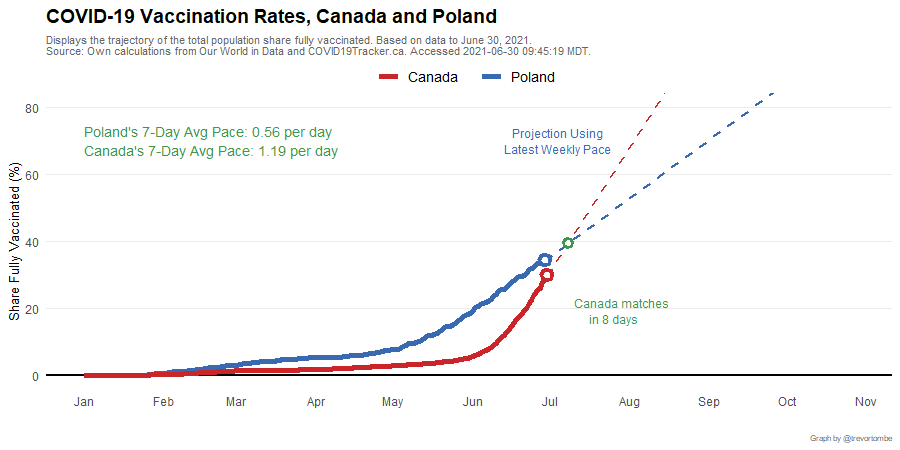 COVID-19 Vaccination Rates, Canada and Poland
Displays the trajectory of the total population share fully vaccinated. Based on data to June 30, 2021.
Source: Own calculations from Our World in Data and COVID19Tracker.ca. Accessed 2021-06-30 09:45:19 MDT.
Canada Poland
Share Fully Vaccinated (%)
80
60
40
20
0
Poland's 7-Day Avg Pace: 0.56 per day
Canada's 7-Day Avg Pace: 1.19 per day
Projection Using
Latest Weekly Pace
Canada matches
in 8 days
Jan Feb Mar Apr May Jun Jul Aug Sep Oct Nov
Graph by @trevortombe